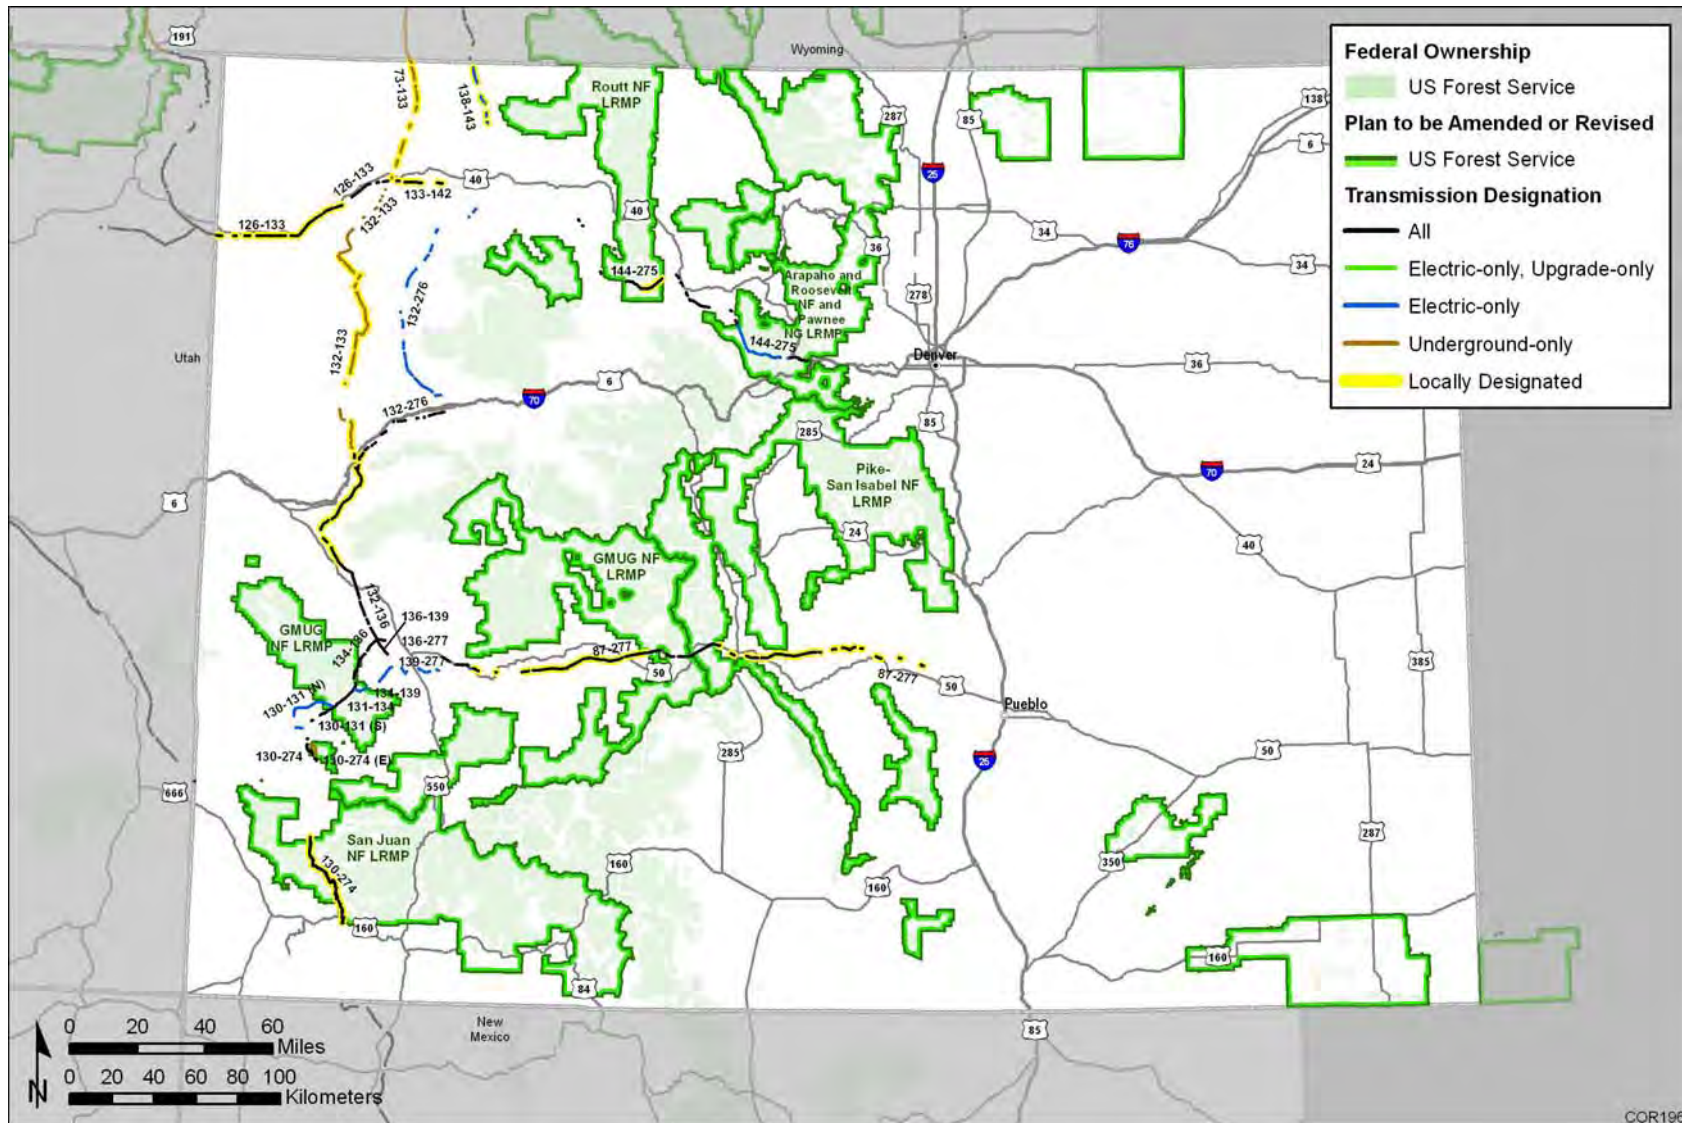 191
Wyoming
Federal Ownership
US Forest Service
Plan to be Amended or Revised
US Forest Service
Transmission Designation
All
Electric-only, Upgrade-only
Electric-only
Underground-only
Locally Designated
73-133
138-143
Routt NF
LRMP
287
85
138
6
25
126-133
40
133-142
132-133
126-133
40
36
34
76
34
144-275
Arapaho and
Roosevelt
NF and
Pawnee
NG LRMP
278
132-276
144-275
Utah
132-133
Denver
36
6
70
132-276
285
85
Pike-
San Isabel NF
LRMP
70
24
6
24
40
GMUG NF
LRMP
132-136
136-139
GMUG
NF LRMP
134-136
136-277
139-277
87-277
50
87-277
50
385
130-131 (N)
134-139
131-134
130-131 (S)
Pueblo
130-274
130-274 (E)
285
25
50
666
550
San Juan
NF LRMP
130-274
160
350
287
160
160
160
84
New
Mexico
85
0 20 40 60
Miles
0 20 40 60 80 100
Kilometers
N
COR196